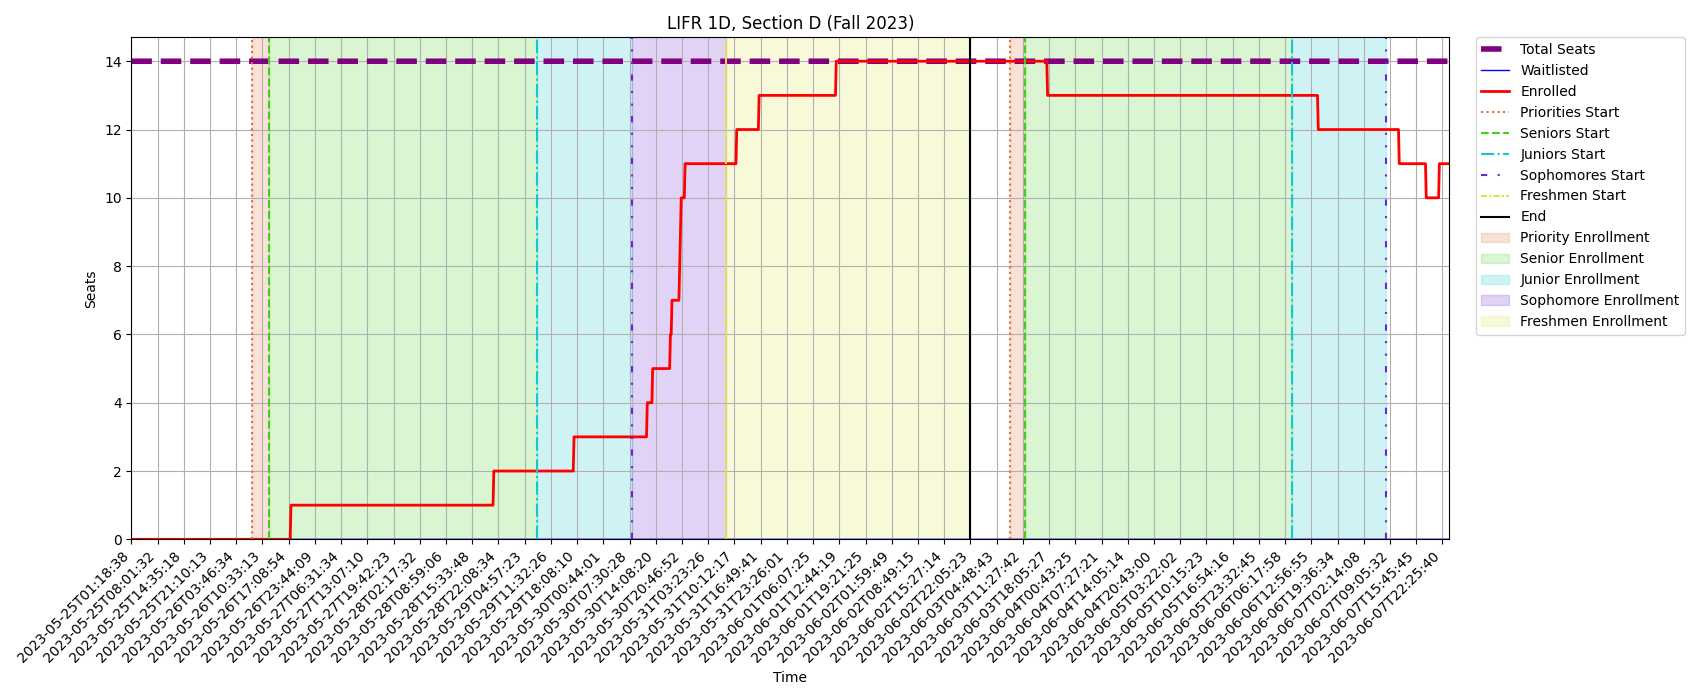 LIFR 1D, Section D (Fall 2023)
Seats
14
12
10
8
6
4
2
0
2023-05-25T01:18:38
2023-05-25T08:01:32
2023-05-25T14:35:18
2023-05-25T21:10:13
2023-05-26T03:46:34
2023-05-26T10:33:13
2023-05-26T17:08:54
2023-05-26T23:44:09
2023-05-27T06:31:34
2023-05-27T13:07:10
2023-05-27T19:42:23
2023-05-28T02:17:32
2023-05-28T08:59:06
2023-05-28T15:33:48
2023-05-28T22:08:34
2023-05-29T04:57:23
2023-05-29T11:32:26
2023-05-29T18:08:10
2023-05-30T00:44:01
2023-05-30T07:30:28
2023-05-30T14:08:20
2023-05-30T20:46:52
2023-05-31T03:23:26
2023-05-31T10:12:17
2023-05-31T16:49:41
2023-05-31T23:26:01
2023-06-01T06:07:25
2023-06-01T12:44:19
2023-06-01T19:21:25
2023-06-02T01:59:49
2023-06-02T08:49:15
2023-06-02T15:27:14
2023-06-02T22:05:23
2023-06-03T04:48:43
2023-06-03T11:27:42
2023-06-03T18:05:27
2023-06-04T00:43:25
2023-06-04T07:27:21
2023-06-04T14:05:14
2023-06-04T20:43:00
2023-06-05T03:22:02
2023-06-05T10:15:23
2023-06-05T16:54:16
2023-06-05T23:32:45
2023-06-06T06:17:58
2023-06-06T12:56:55
2023-06-06T19:36:34
2023-06-07T02:14:08
2023-06-07T09:05:32
2023-06-07T15:45:45
2023-06-07T22:25:40
Time
Total Seats
Waitlisted
Enrolled
Priorities Start
Seniors Start
Juniors Start
Sophomores Start
Freshmen Start
End
Priority Enrollment
Senior Enrollment
Junior Enrollment
Sophomore Enrollment
Freshmen Enrollment